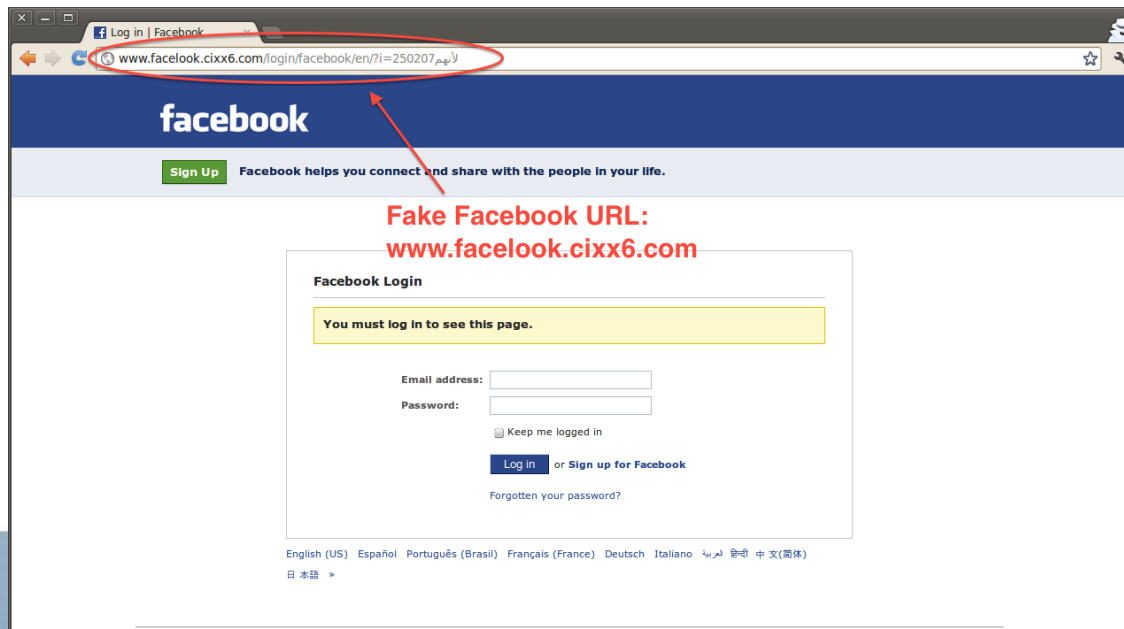 Log in | Facebook
www.facelook.cixx6.com/login/facebook/en/?i=250207لأنهم
facebook
Sign Up Facebook helps you connect and share with the people in your life.
Fake Facebook URL:
www.facelook.cixx6.com
Facebook Login
You must log in to see this page.
Email address:
Password:
Keep me logged in
Log in or Sign up for Facebook
Forgotten your password?
English (US) Español Português (Brasil) Français (France) Deutsch Italiano العربية हिन्दी 中文(简体)
日本語 »